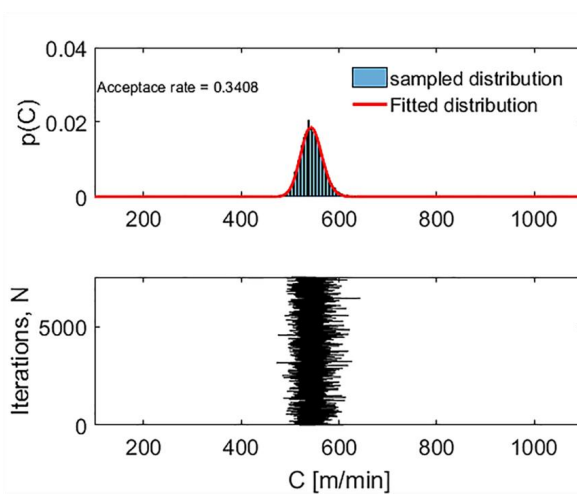 0.04
Acceptace rate = 0.3408
sampled distribution
Fitted distribution
p(C)
0.02
0
200 400 600 800 1000
Iterations, N
5000
0
200 400 600 800 1000
C [m/min]